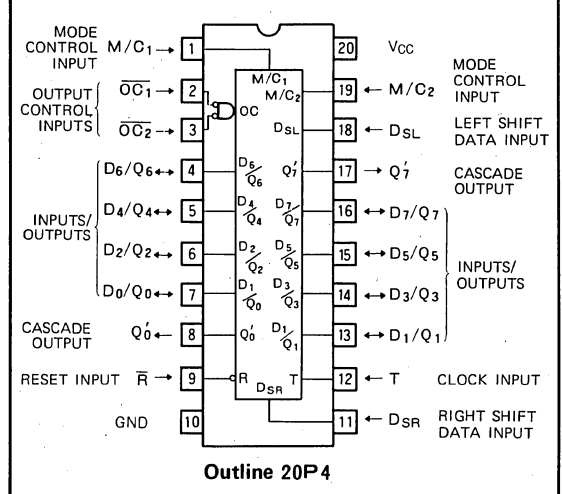 MODE
CONTROL
INPUT
M/C1
1
20
VCC
OUTPUT
CONTROL
INPUTS
OC1
2
OC2
3
M/C1
M/C2
OC
19
M/C2
MODE
CONTROL
INPUT
DSL
18
DSL
LEFT SHIFT
DATA INPUT
INPUTS/
OUTPUTS
D6/Q6
4
D6/Q6
Q′7
17
Q′7
CASCADE
OUTPUT
D4/Q4
5
D4/Q4
D7/Q7
16
D7/Q7
D2/Q2
6
D2/Q2
D5/Q5
15
D5/Q5
INPUTS/
OUTPUTS
D0/Q0
7
D1/Q0
D3/Q3
14
D3/Q3
CASCADE
OUTPUT
Q′0
8
Q′0
D1/Q1
13
D1/Q1
RESET INPUT R
9
R
T
12
T
CLOCK INPUT
DSR
GND
10
11
DSR
RIGHT SHIFT
DATA INPUT
Outline 20P4